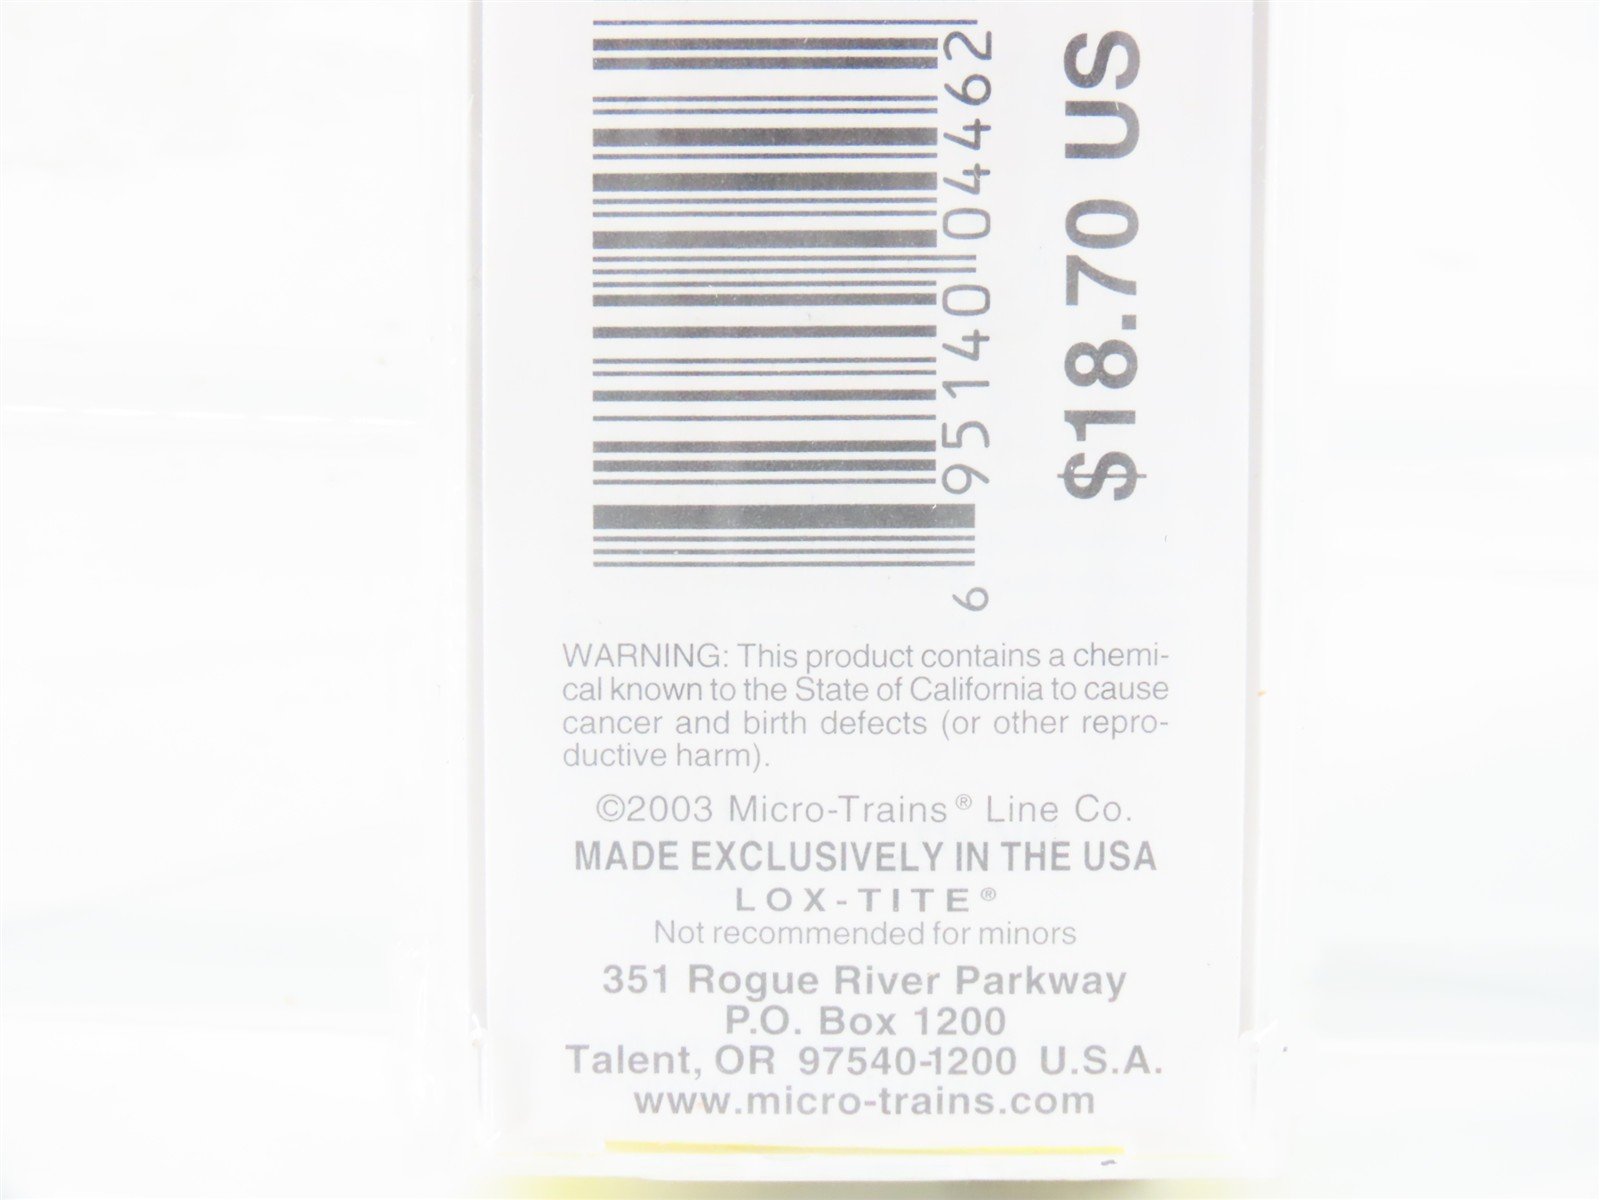 6 95140 04462
$18.70 US
WARNING: This product contains a chemi-
cal known to the State of California to cause
cancer and birth defects (or other repro-
ductive harm).
©2003 Micro-Trains® Line Co.
MADE EXCLUSIVELY IN THE USA
LOX-TITE®
Not recommended for minors
351 Rogue River Parkway
P.O. Box 1200
Talent, OR 97540-1200 U.S.A.
www.micro-trains.com